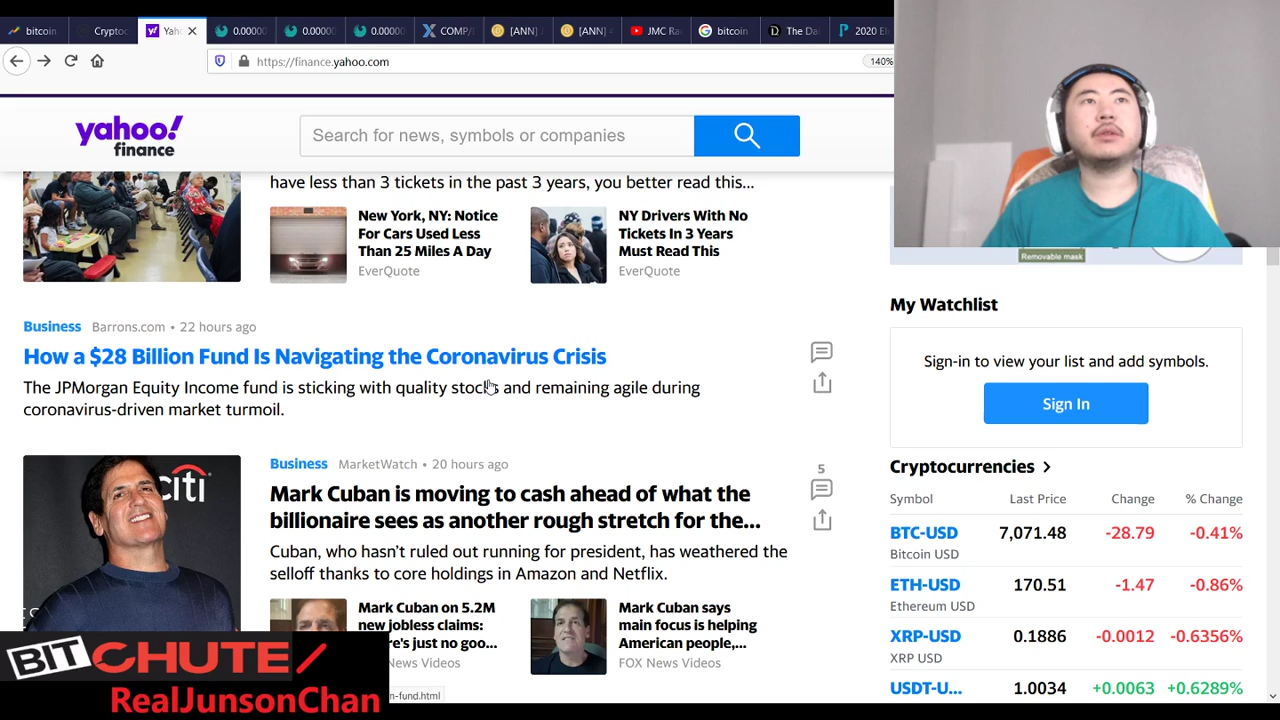 bitcoin
Cryptoc
Yah
0.00000
0.00000
0.00000
COMP/
[ANN]
[ANN]
JMC Ra
bitcoin
The Da
2020 El
https://finance.yahoo.com
140%
yahoo!
finance
Search for news, symbols or companies
have less than 3 tickets in the past 3 years, you better read this...
New York, NY: Notice
For Cars Used Less
Than 25 Miles A Day
EverQuote
NY Drivers With No
Tickets In 3 Years
Must Read This
EverQuote
Business Barrons.com • 22 hours ago
How a $28 Billion Fund Is Navigating the Coronavirus Crisis
The JPMorgan Equity Income fund is sticking with quality stocks and remaining agile during
coronavirus-driven market turmoil.
citi
Business MarketWatch • 20 hours ago
5
Mark Cuban is moving to cash ahead of what the
billionaire sees as another rough stretch for the...
Cuban, who hasn't ruled out running for president, has weathered the
selloff thanks to core holdings in Amazon and Netflix.
Mark Cuban on 5.2M
new jobless claims:
re's just no goo...
News Videos
Mark Cuban says
main focus is helping
American people,...
FOX News Videos
n-fund.html
BITCHUTE
RealJunsonChan
Removable mask
My Watchlist
Sign-in to view your list and add symbols.
Sign In
Cryptocurrencies
Symbol Last Price Change % Change
BTC-USD 7,071.48 -28.79 -0.41%
Bitcoin USD
ETH-USD 170.51 -1.47 -0.86%
Ethereum USD
XRP-USD 0.1886 -0.0012 -0.6356%
XRP USD
USDT-U... 1.0034 +0.0063 +0.6289%